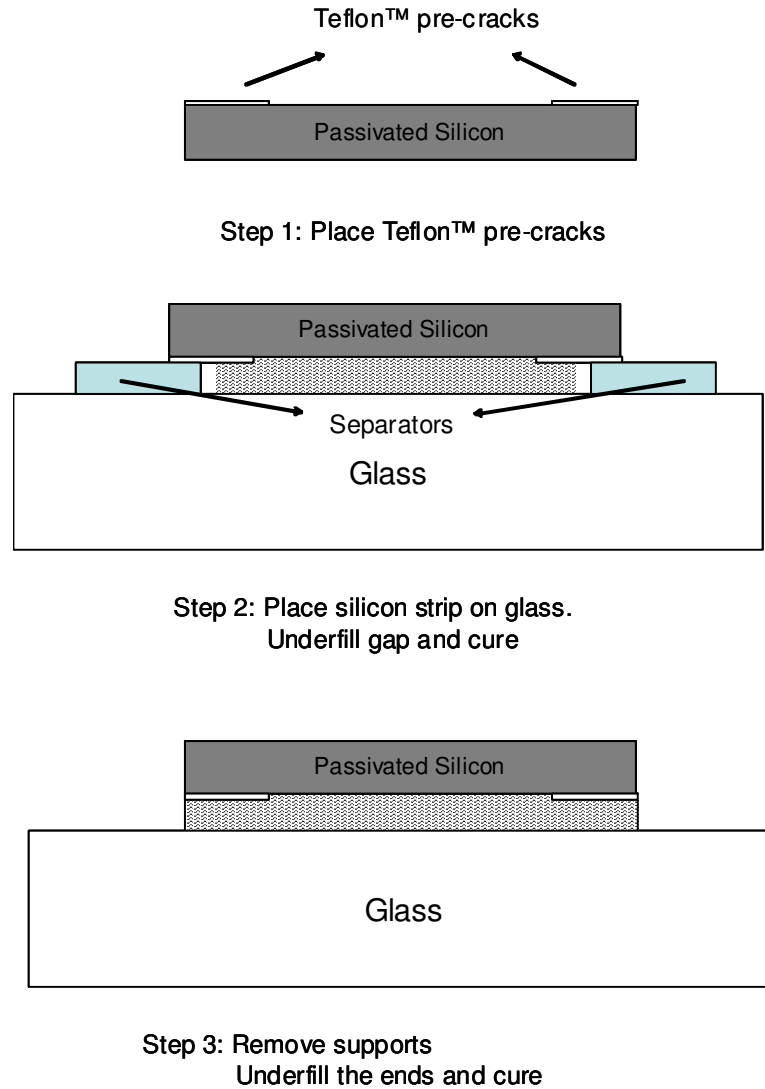 Teflon™ pre-cracks
Passivated Silicon
Step 1: Place Teflon™ pre-cracks
Passivated Silicon
Separators
Glass
Step 2: Place silicon strip on glass.
Underfill gap and cure
Passivated Silicon
Glass
Step 3: Remove supports
Underfill the ends and cure